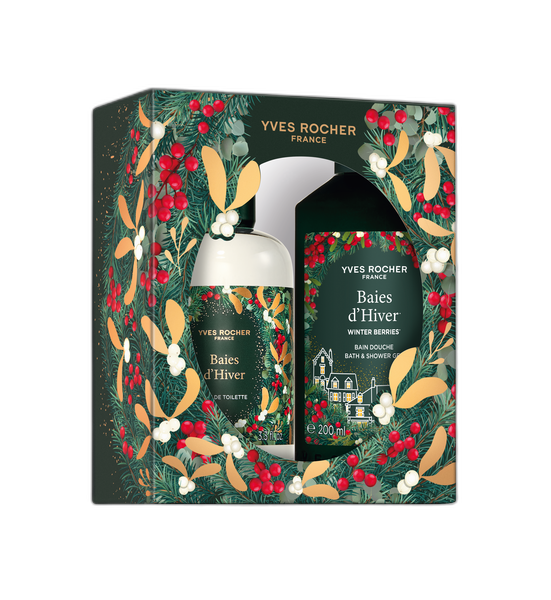 YVES ROCHER
FRANCE
YVES ROCHER
FRANCE
Baies
d'Hiver
DE TOILETTE
YVES ROCHER
FRANCE
Baies
d'Hiver
WINTER BERRIES
BAIN DOUCHE
BATH & SHOWER GE
℮ 200 ml